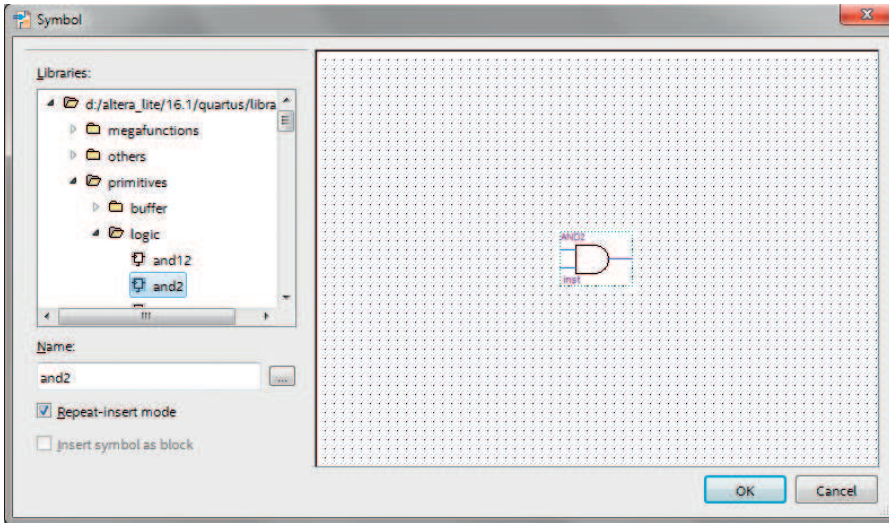 Symbol
Libraries:
d:/altera_lite/16.1/quartus/libra
megafunctions
others
primitives
buffer
logic
and12
and2
Name:
and2
...
Repeat-insert mode
Insert symbol as block
AND2
inst
OK
Cancel